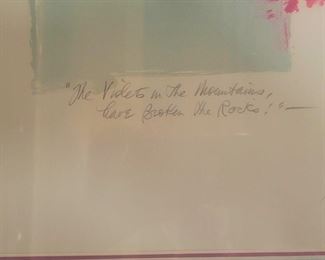 "The Violets in the Mountains,
have Broken the Rocks!" —